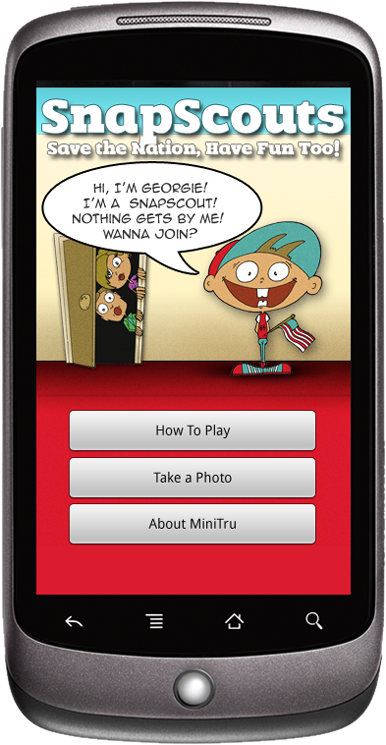 SnapScouts
Save the Nation, Have Fun Too!
HI, I'M GEORGIE!
I'M A SNAPSCOUT!
NOTHING GETS BY ME!
WANNA JOIN?
How To Play
Take a Photo
About MiniTru